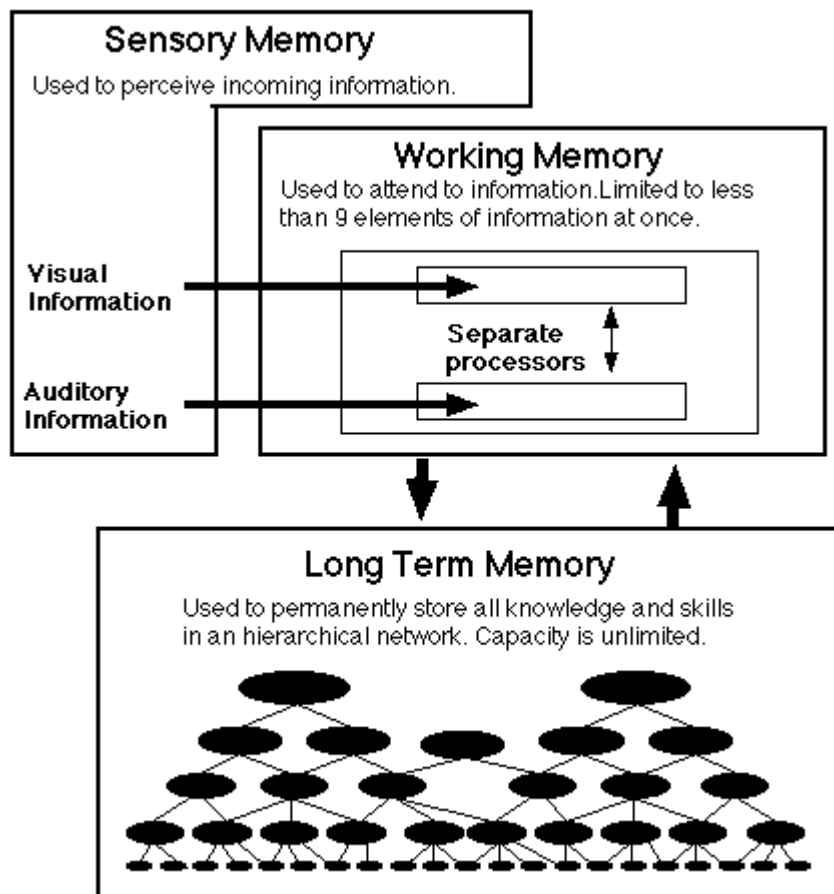 Sensory Memory
Used to perceive incoming information.
Working Memory
Used to attend to information.Limited to less
than 9 elements of information at once.
Visual
Information
Separate
processors
Auditory
Information
Long Term Memory
Used to permanently store all knowledge and skills
in an hierarchical network. Capacity is unlimited.